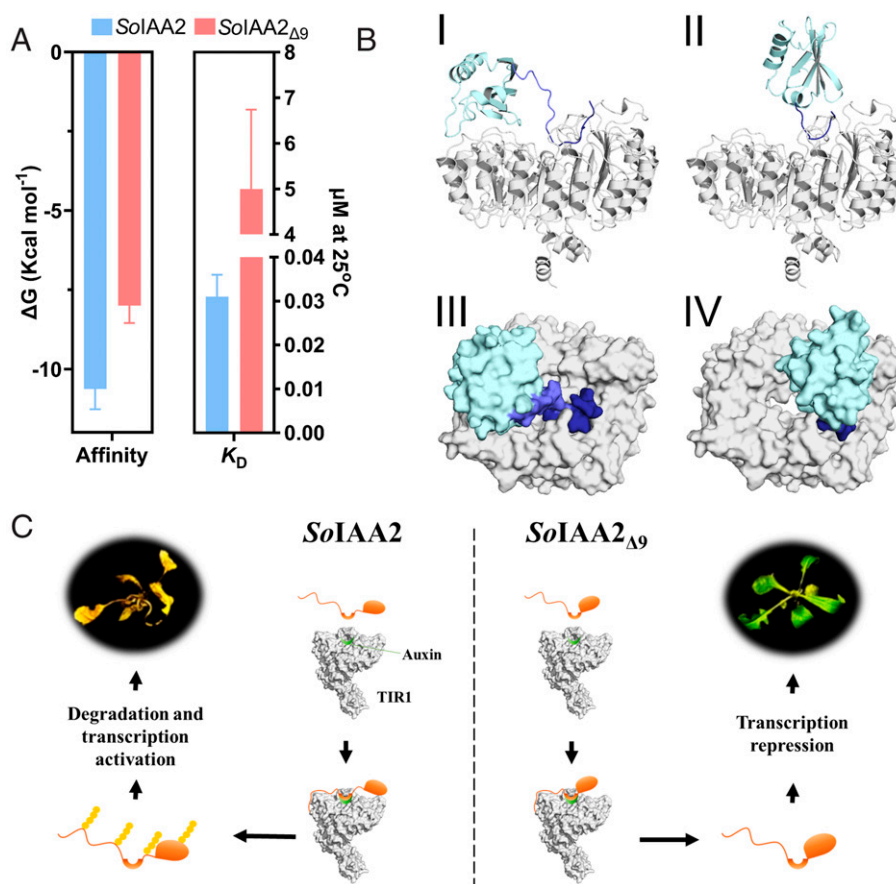 A
SoIAA2 SoIAA2Δ9
0
-5
-10
ΔG (Kcal mol⁻¹)
Affinity
8
7
6
5
4
0.04
0.03
0.02
0.01
0.00
µM at 25°C
KD
B
I
II
III
IV
C
SoIAA2
SoIAA2Δ9
Auxin
TIR1
Degradation and
transcription
activation
Transcription
repression